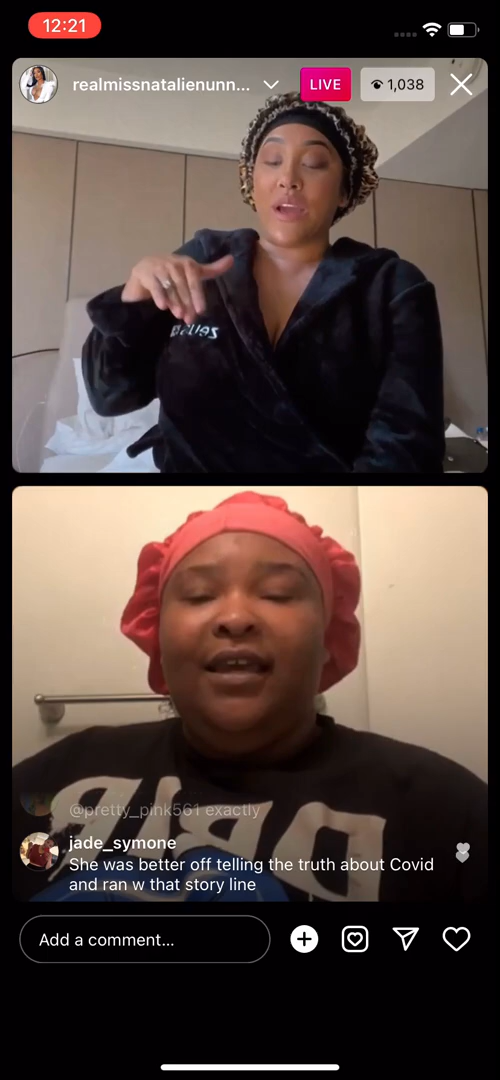 12:21
realmissnatalienunn...
LIVE
1,038
@pretty_pink561 exactly
jade_symone
She was better off telling the truth about Covid
and ran w that story line
Add a comment...